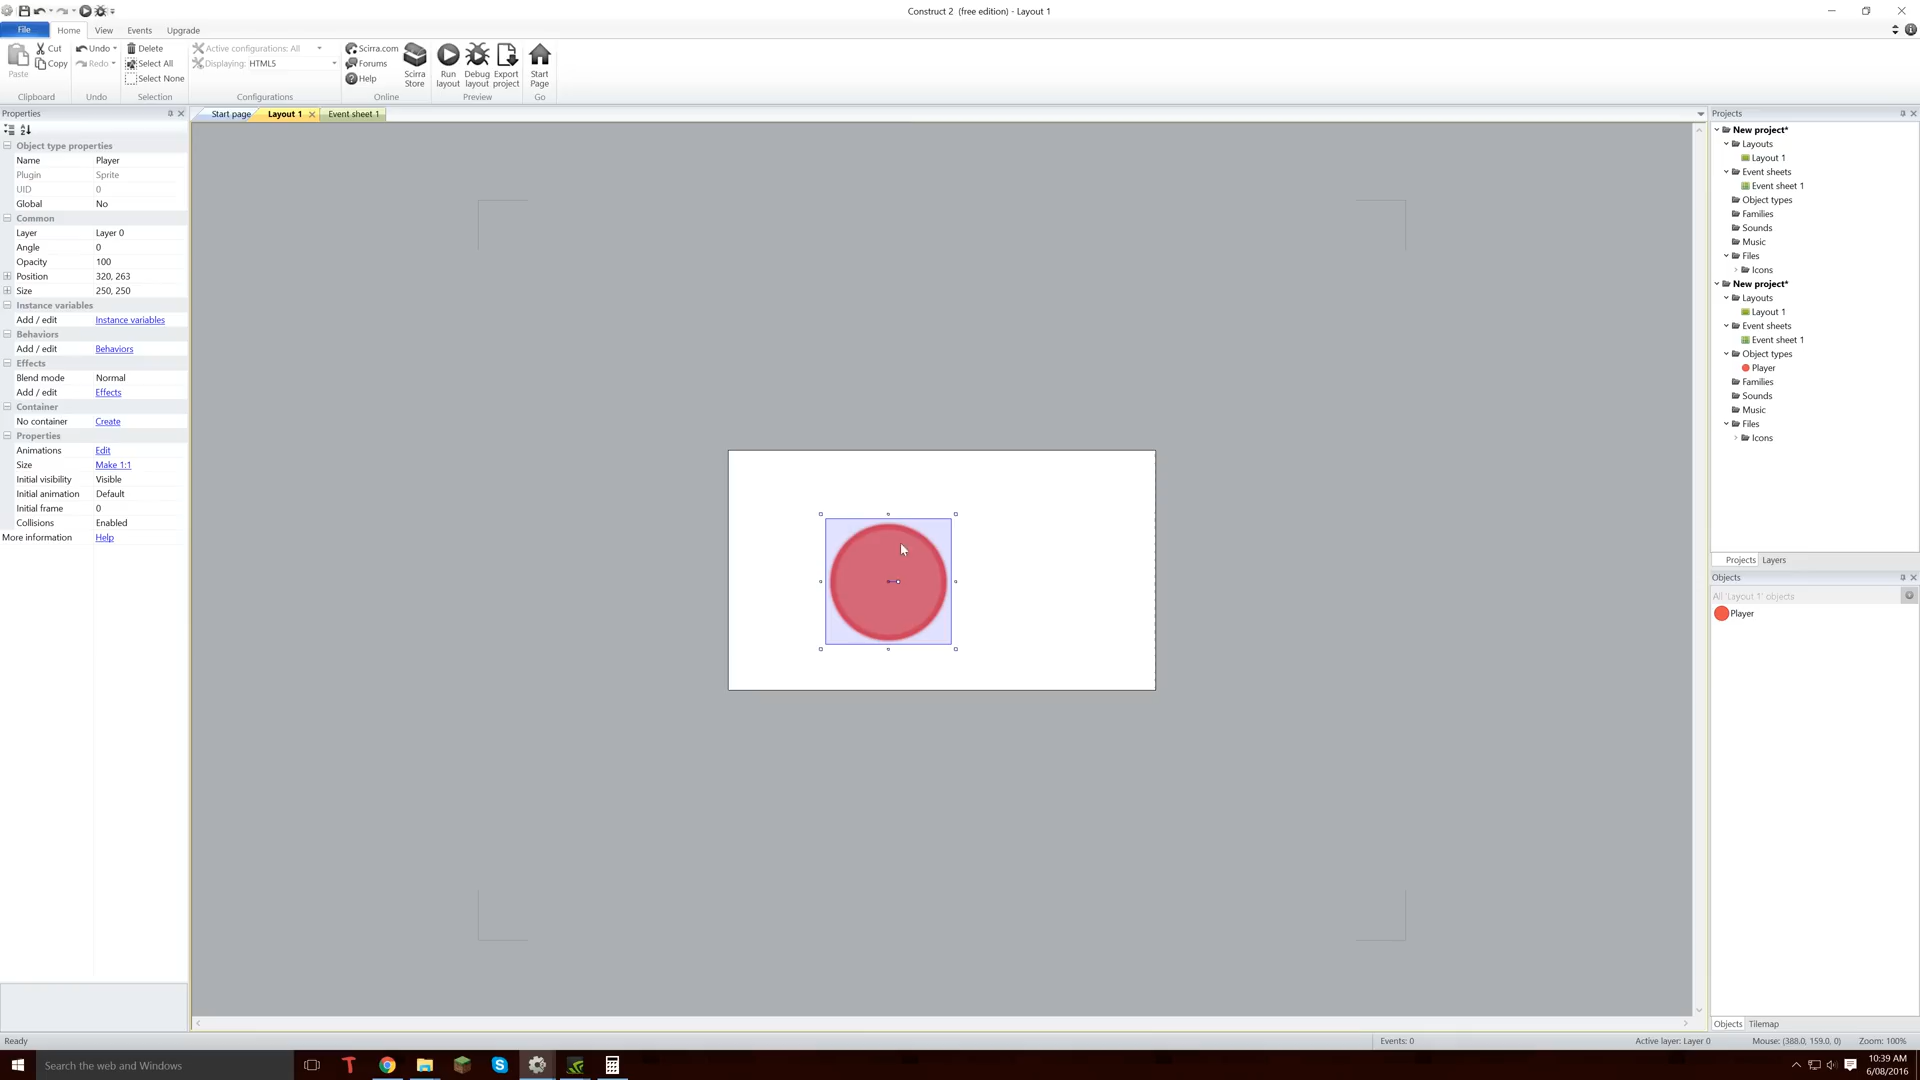 Construct 2 (free edition) - Layout 1
File Home View Events Upgrade
Paste
Cut
Copy
Clipboard
Undo
Redo
Undo
Delete
Select All
Select None
Selection
Active configurations: All
Displaying: HTML5
Configurations
Scirra.com
Forums
Help
Scirra Store
Online
Run layout
Debug layout
Export project
Preview
Start Page
Go
Properties
Start page Layout 1 Event sheet 1
Object type properties
Name Player
Plugin Sprite
UID 0
Global No
Common
Layer Layer 0
Angle 0
Opacity 100
Position 320, 263
Size 250, 250
Instance variables
Add / edit Instance variables
Behaviors
Add / edit Behaviors
Effects
Blend mode Normal
Add / edit Effects
Container
No container Create
Properties
Animations Edit
Size Make 1:1
Initial visibility Visible
Initial animation Default
Initial frame 0
Collisions Enabled
More information Help
Projects
New project*
Layouts
Layout 1
Event sheets
Event sheet 1
Object types
Families
Sounds
Music
Files
Icons
New project*
Layouts
Layout 1
Event sheets
Event sheet 1
Object types
Player
Families
Sounds
Music
Files
Icons
Projects Layers
Objects
All 'Layout 1' objects
Player
Objects Tilemap
Ready
Events: 0
Active layer: Layer 0
Mouse: (388.0, 159.0, 0)
Zoom: 100%
Search the web and Windows
10:39 AM
6/08/2016